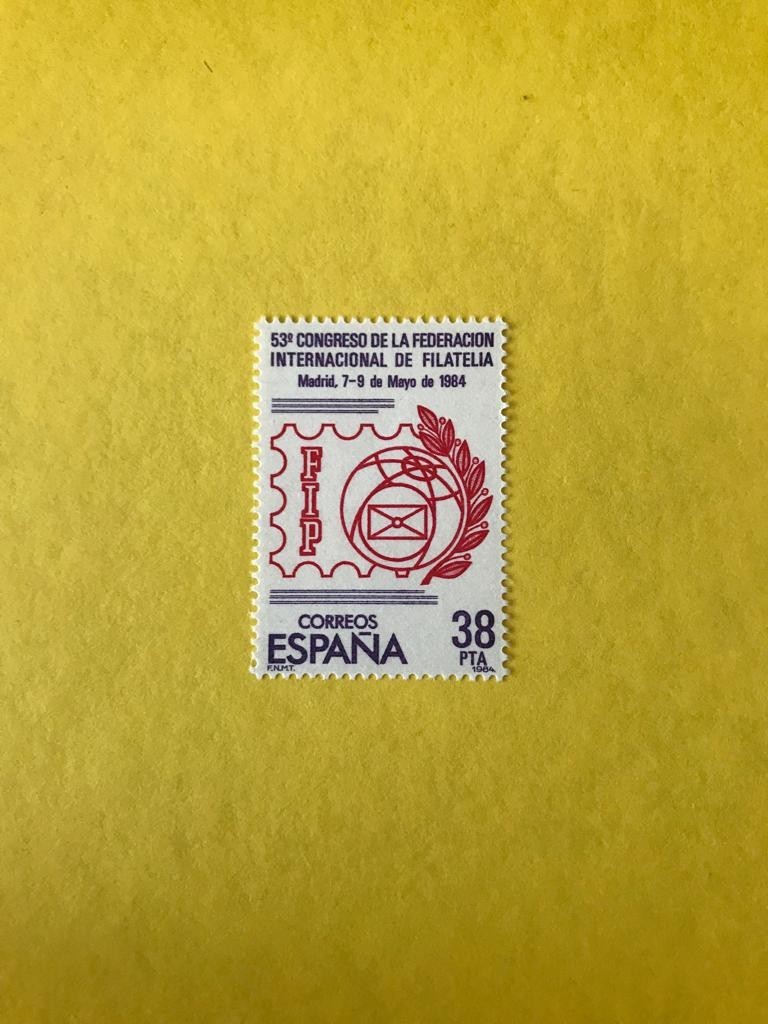 53º CONGRESO DE LA FEDERACION
INTERNACIONAL DE FILATELIA
Madrid, 7-9 de Mayo de 1984
FIP
CORREOS
ESPAÑA
38
PTA
F.N.M.T.
1984